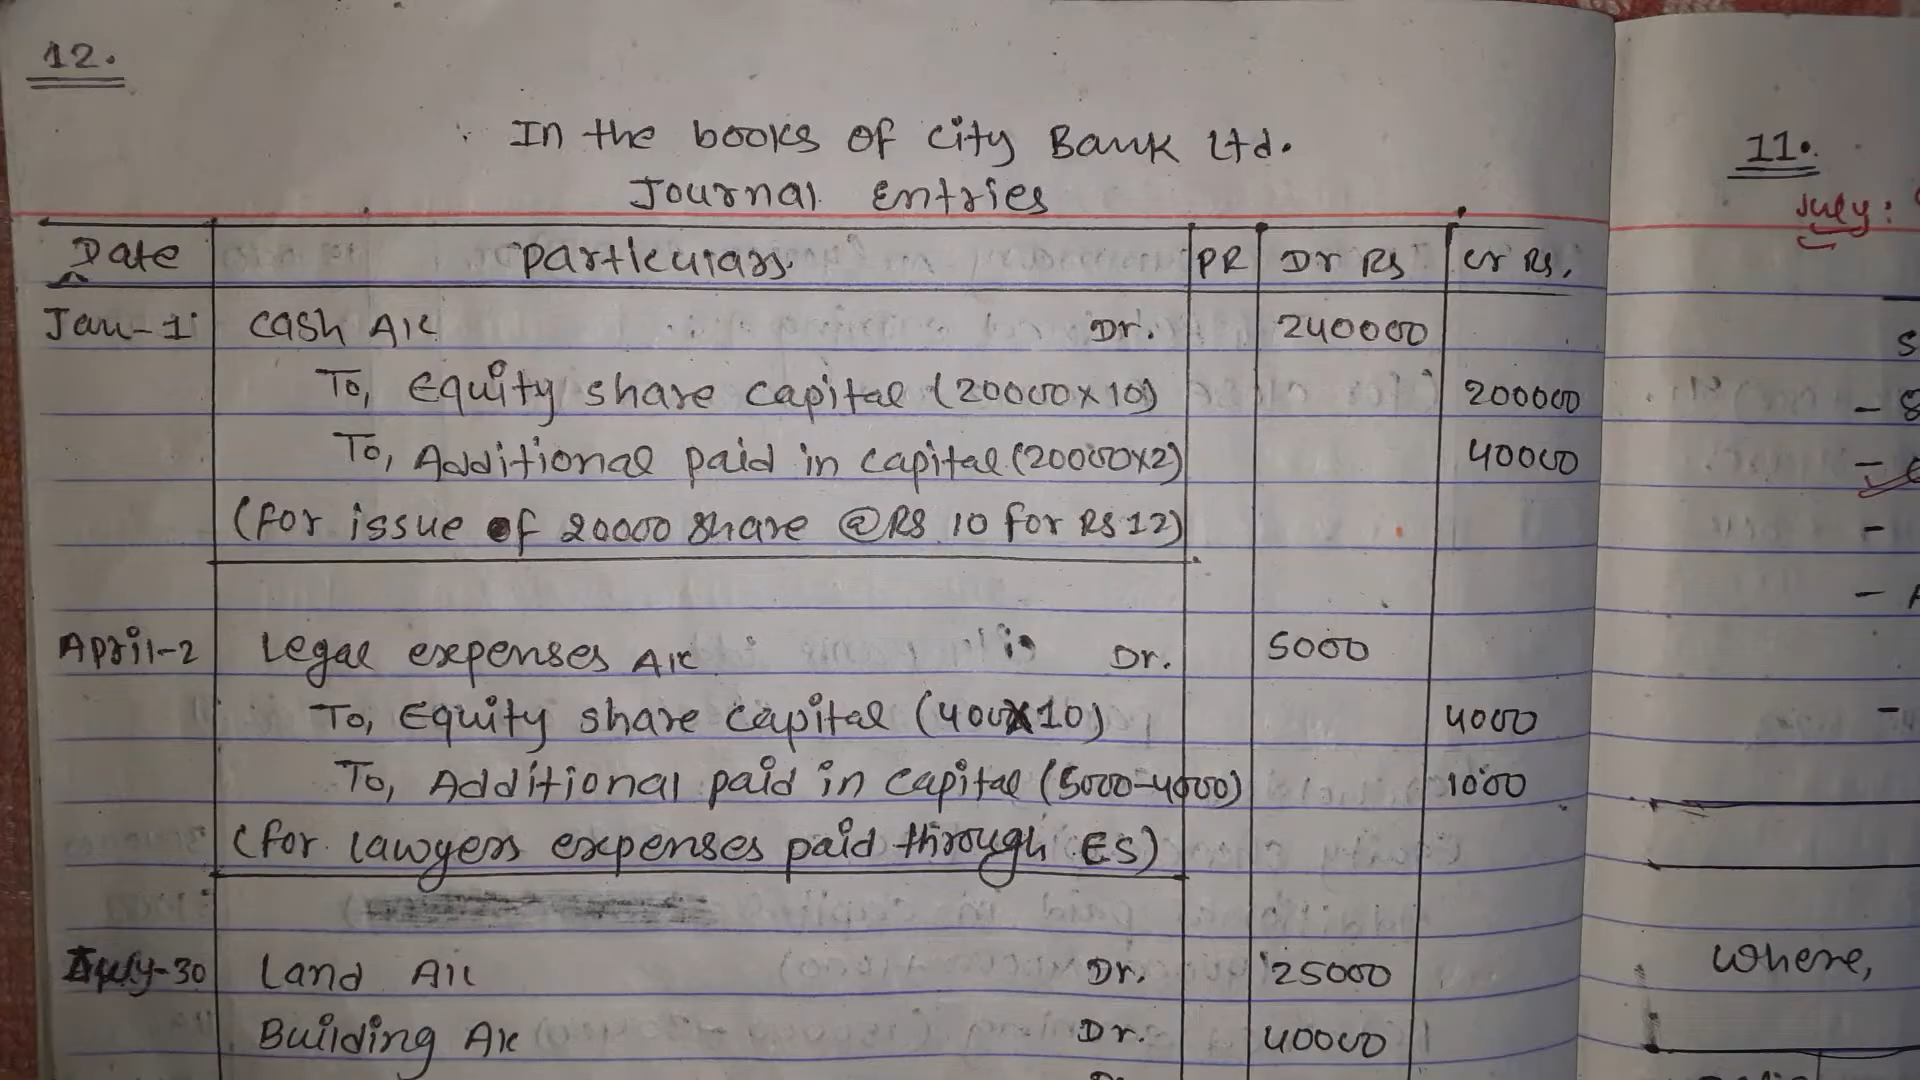 12.
In the books of City Bank Ltd.
Journal Entries
Date Particulars. PR Dr Rs Cr Rs.
Jan-1 Cash A/c Dr. 240000
To, Equity share capital (20000x10) 200000
To, Additional paid in capital (20000x2) 40000
(for issue of 20000 share @Rs 10 for Rs 12)
April-2 Legal expenses A/c Dr. 5000
To, Equity share capital (400x10) 4000
To, Additional paid in capital (5000-4000) 1000
(for lawyers expenses paid through ES)
July-30 Land A/c Dr. 25000
Building A/c Dr. 40000
11.
July:
where,